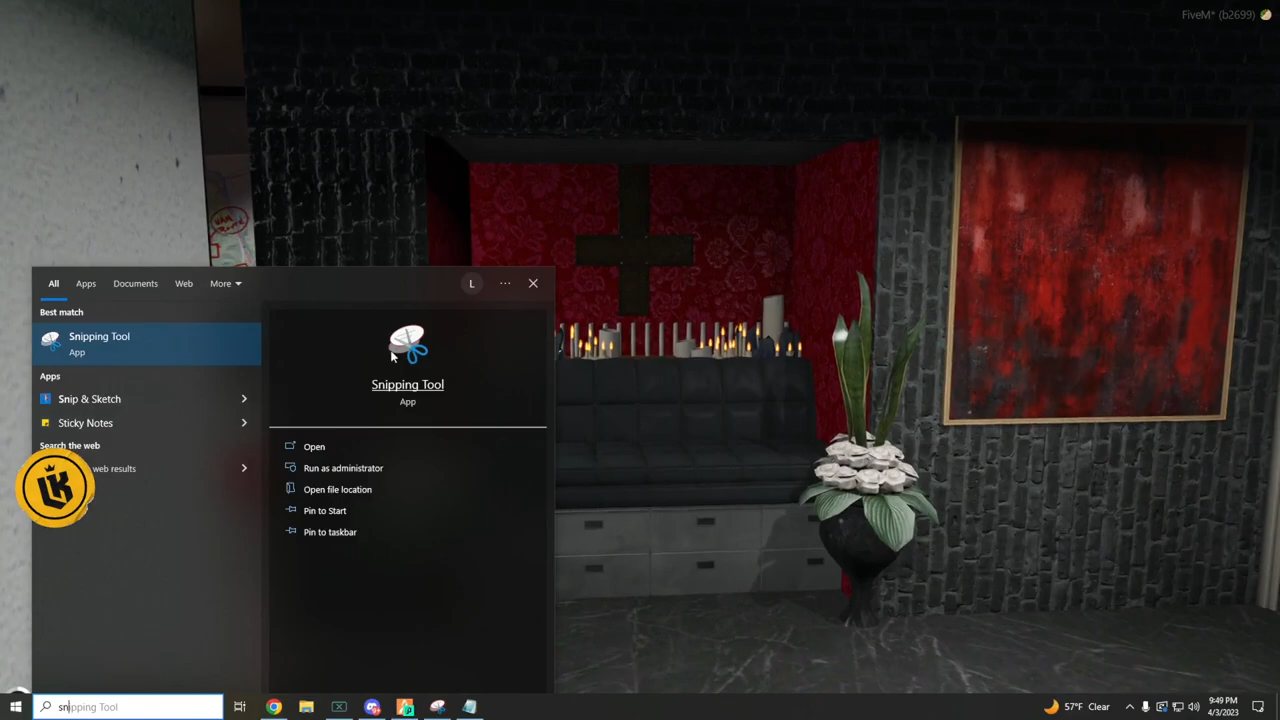 FiveM* (b2699)
All Apps Documents Web More
L
Best match
Snipping Tool
App
Apps
Snip & Sketch
Sticky Notes
Search the web
web results
LK
Snipping Tool
App
Open
Run as administrator
Open file location
Pin to Start
Pin to taskbar
snipping Tool
57°F Clear
9:49 PM
4/3/2023